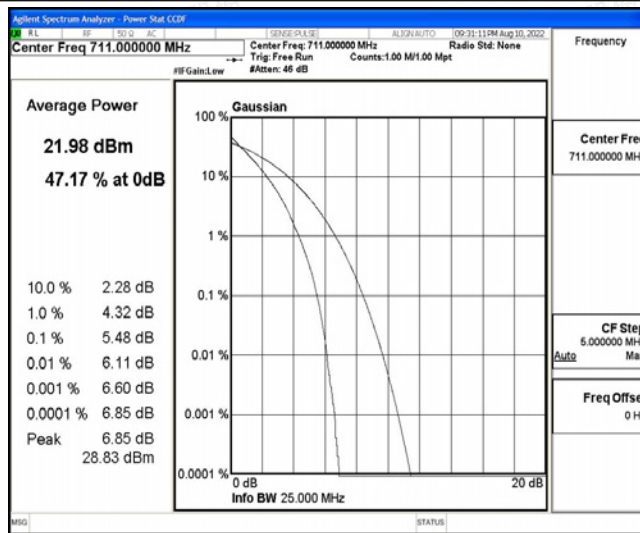 Agilent Spectrum Analyzer - Power Stat CCDF
RL RF 50 Ω AC SENSE:PULSE ALIGN AUTO 09:31:11 PM Aug 10, 2022
Center Freq 711.000000 MHz
Center Freq: 711.000000 MHz Radio Std: None
Trig: Free Run Counts:1.00 M/1.00 Mpt
#IFGain:Low #Atten: 46 dB
Frequency
Average Power
21.98 dBm
47.17 % at 0dB
10.0 % 2.28 dB
1.0 % 4.32 dB
0.1 % 5.48 dB
0.01 % 6.11 dB
0.001 % 6.60 dB
0.0001 % 6.85 dB
Peak 6.85 dB
28.83 dBm
Gaussian
100 %
10 %
1 %
0.1 %
0.01 %
0.001 %
0.0001 %
0 dB 20 dB
Info BW 25.000 MHz
Center Fre
711.000000 MH
CF Ste
5.000000 MH
Auto Ma
Freq Offse
0 H
MSG STATUS